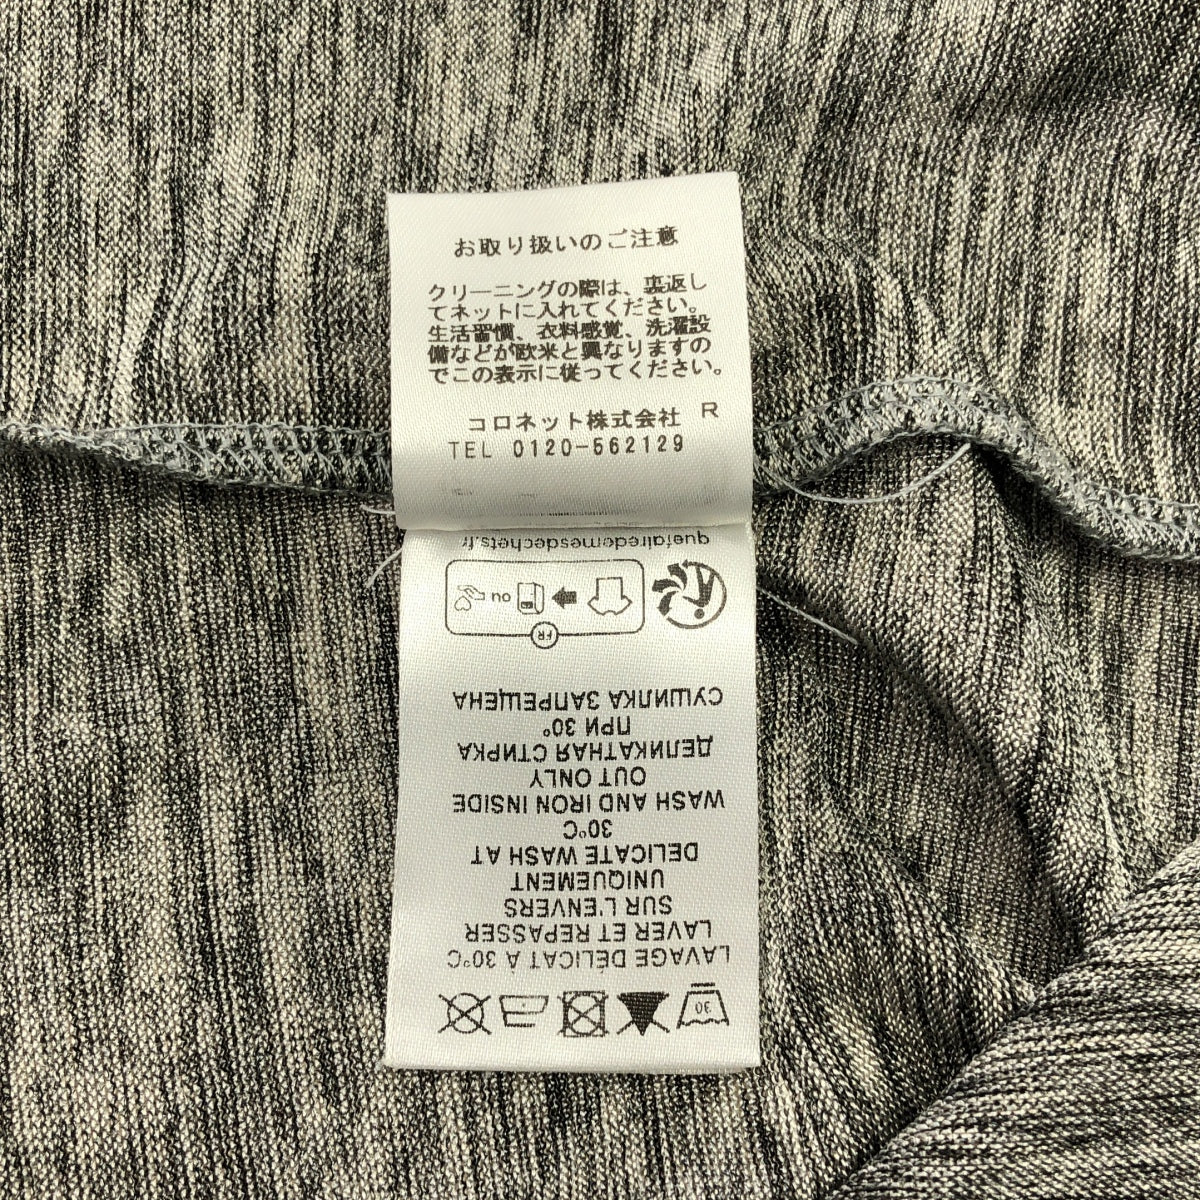 お取り扱いのご注意
クリーニングの際は、裏返し
てネットに入れてください。
生活習慣、衣料感覚、洗濯設
備などが欧米と異なりますの
でこの表示に従ってください。
コロネット株式会社 R
TEL 0120-562129
30
LAVAGE DÉLICAT A 30°C
LAVER ET REPASSER
SUR L'ENVERS
UNIQUEMENT
DELICATE WASH AT
30°C
WASH AND IRON INSIDE
OUT ONLY
ДЕЛИКАТНАЯ СТИРКА
ПРИ 30°
СУШИЛКА ЗАПРЕЩЕНА
FR
OU
quefairedemesdechets.fr